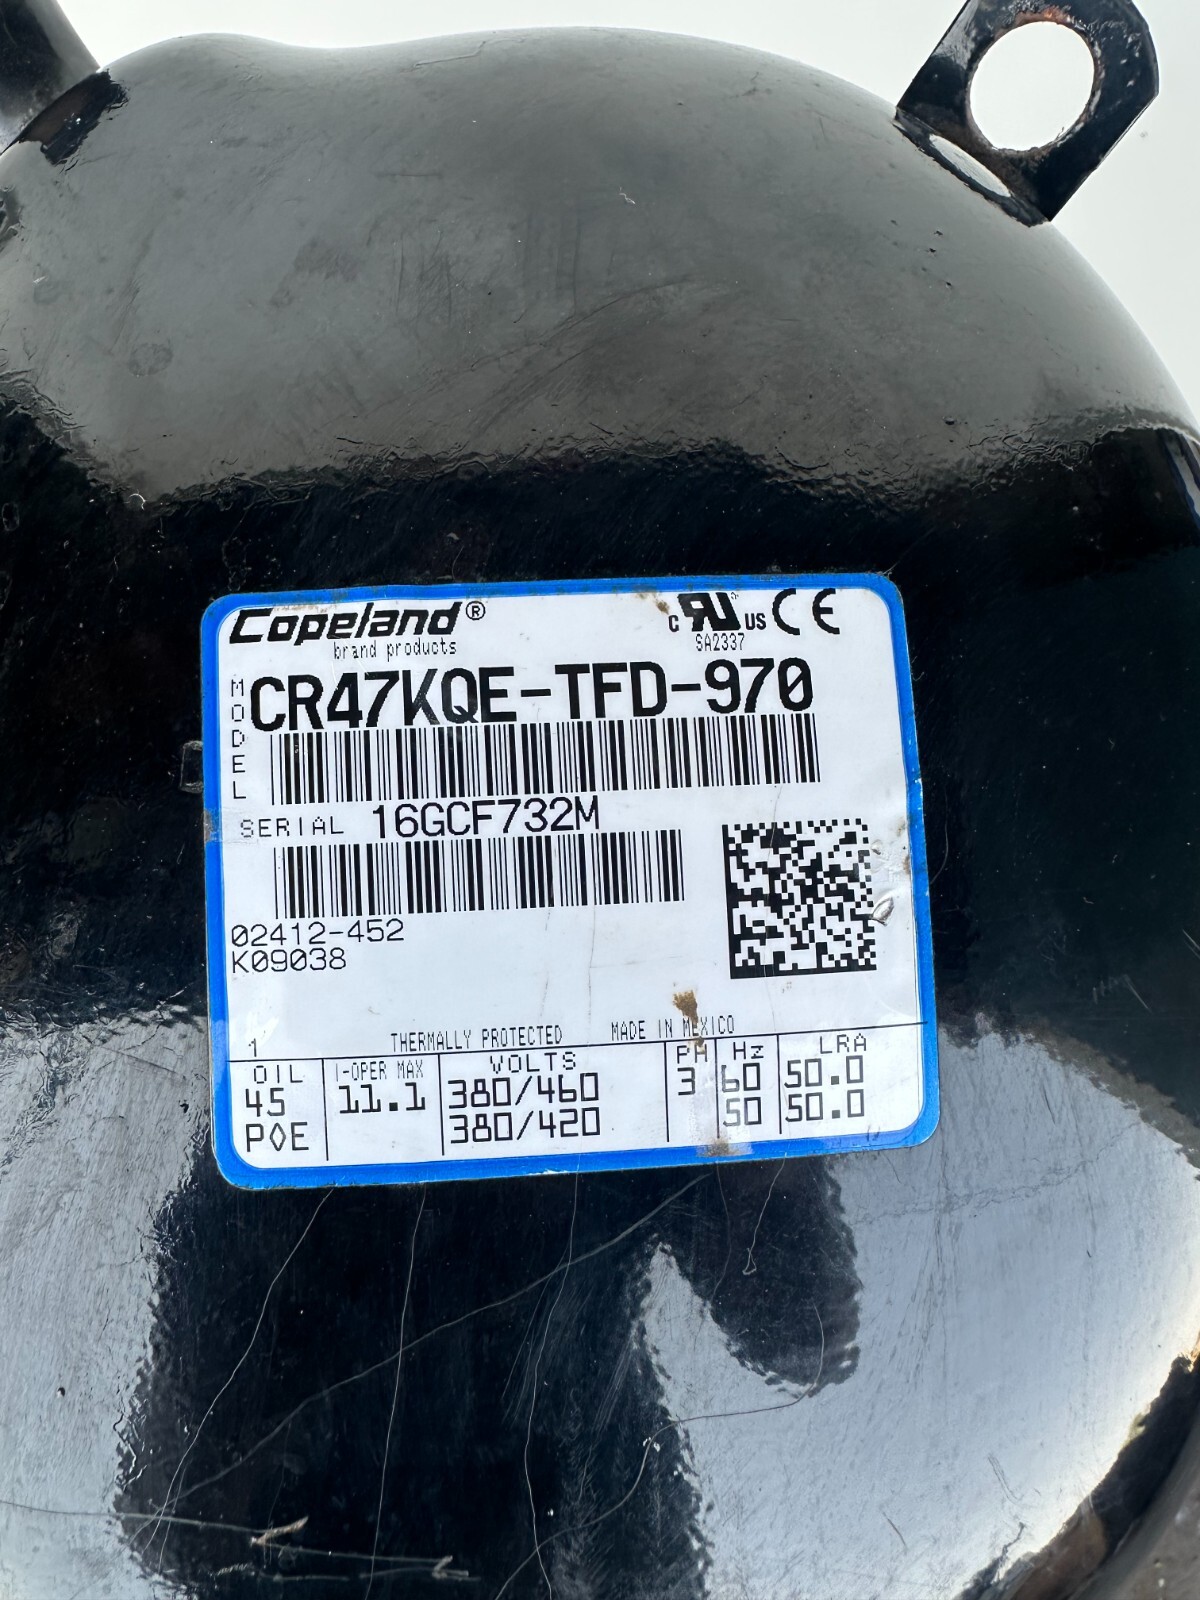 Copeland®
brand products
c RU US CE
SA2337
MODEL CR47KQE-TFD-970
SERIAL 16GCF732M
02412-452
K09038
1 THERMALLY PROTECTED MADE IN MEXICO
OIL I-OPER MAX VOLTS PH Hz LRA
45 11.1 380/460 3 60 50.0
POE 380/420 50 50.0